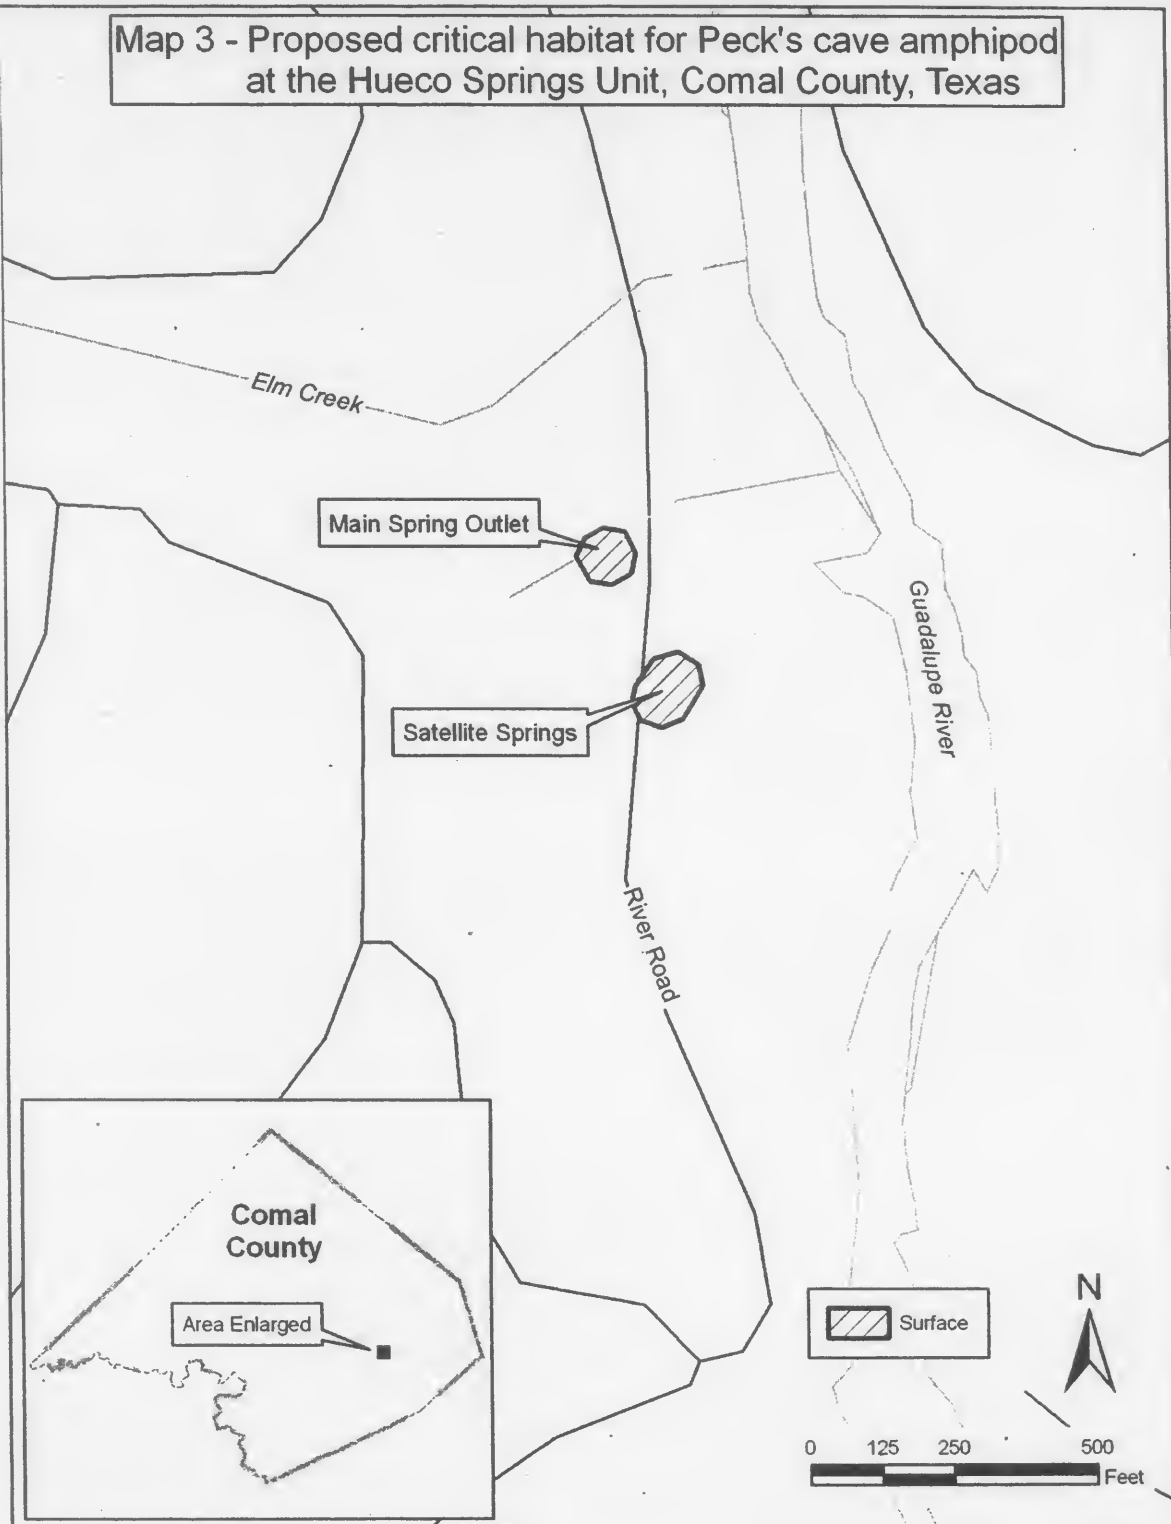 Map 3 - Proposed critical habitat for Peck's cave amphipod
at the Hueco Springs Unit, Comal County, Texas
Elm Creek
Main Spring Outlet
Guadalupe River
Satellite Springs
River Road
Comal
County
Area Enlarged
Surface
N
0 125 250 500
Feet